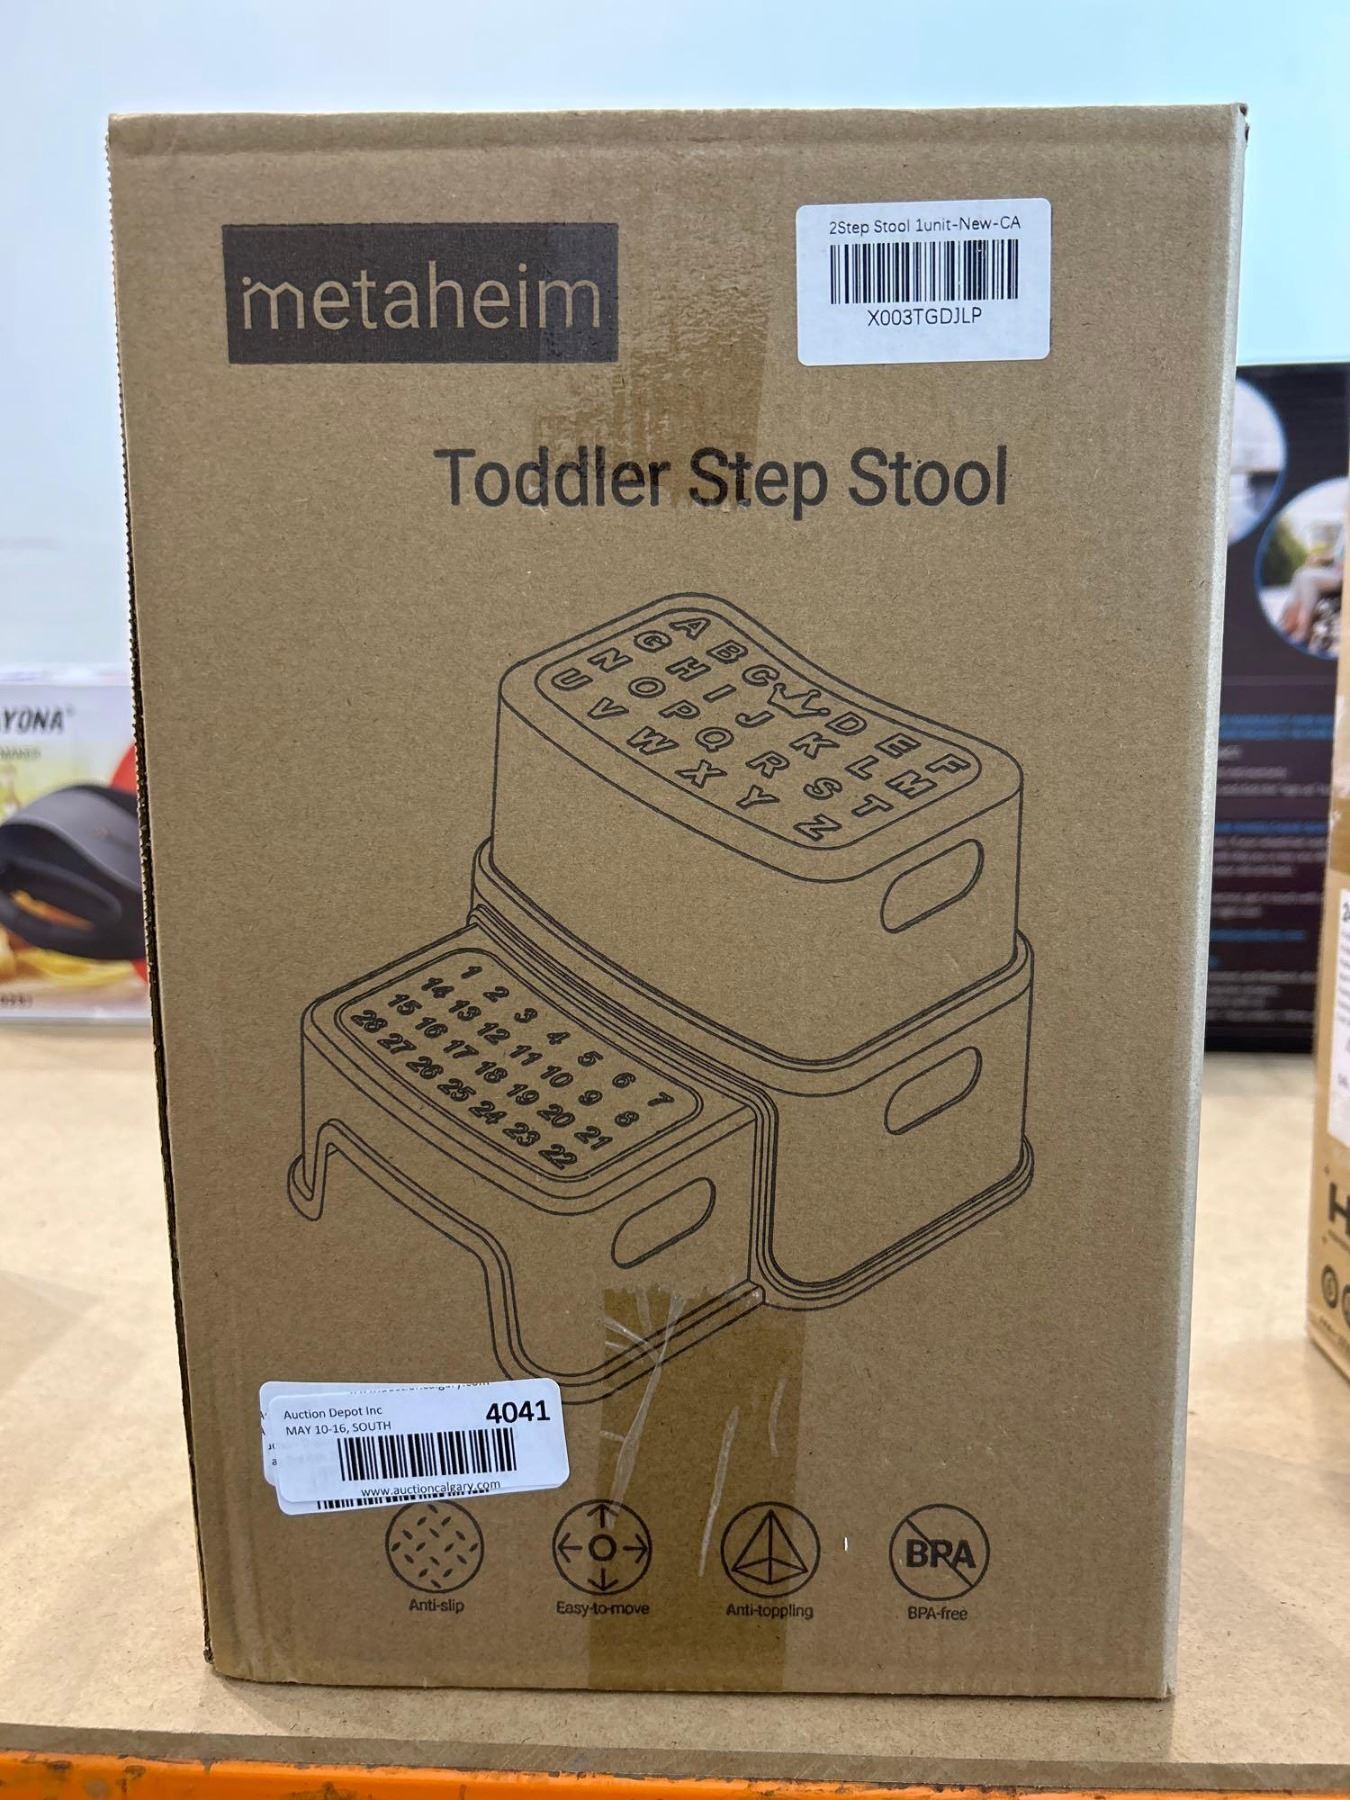 metaheim
2Step Stool 1unit-New-CA
X003TGDJLP
Toddler Step Stool
A B C D E F
G H I J K L M
N O P Q R S T
U V W X Y Z
1 2 3 4 5 6 7
14 13 12 11 10 9 8
15 16 17 18 19 20 21
28 27 26 25 24 23 22
Auction Depot Inc
4041
MAY 10-16, SOUTH
www.auctioncalgary.com
BRA
Anti-slip
Easy-to-move
Anti-toppling
BPA-free
YONA
H